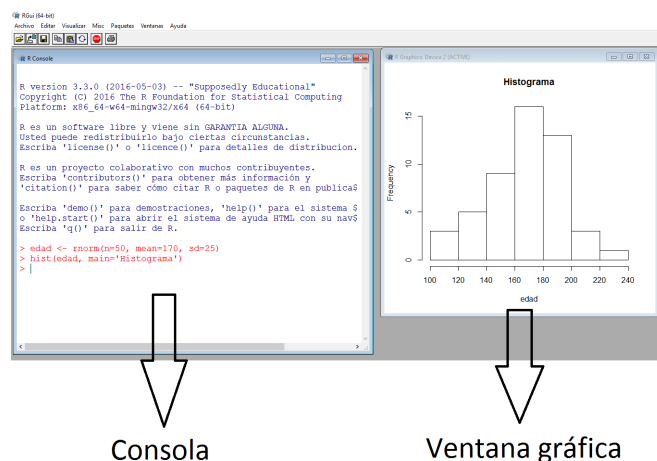 RGui (64-bit)
Archivo Editar Visualizar Misc Paquetes Ventanas Ayuda
R Console
R version 3.3.0 (2016-05-03) -- "Supposedly Educational"
Copyright (C) 2016 The R Foundation for Statistical Computing
Platform: x86_64-w64-mingw32/x64 (64-bit)
R es un software libre y viene sin GARANTIA ALGUNA.
Usted puede redistribuirlo bajo ciertas circunstancias.
Escriba 'license()' o 'licence()' para detalles de distribucion.
R es un proyecto colaborativo con muchos contribuyentes.
Escriba 'contributors()' para obtener más información y
'citation()' para saber cómo citar R o paquetes de R en publica$
Escriba 'demo()' para demostraciones, 'help()' para el sistema $
o 'help.start()' para abrir el sistema de ayuda HTML con su nav$
Escriba 'q()' para salir de R.
> edad <- rnorm(n=50, mean=170, sd=25)
> hist(edad, main='Histograma')
>
R Graphics: Device 2 (ACTIVE)
Histograma
Frequency
15
10
5
0
100 120 140 160 180 200 220 240
edad
Consola
Ventana gráfica